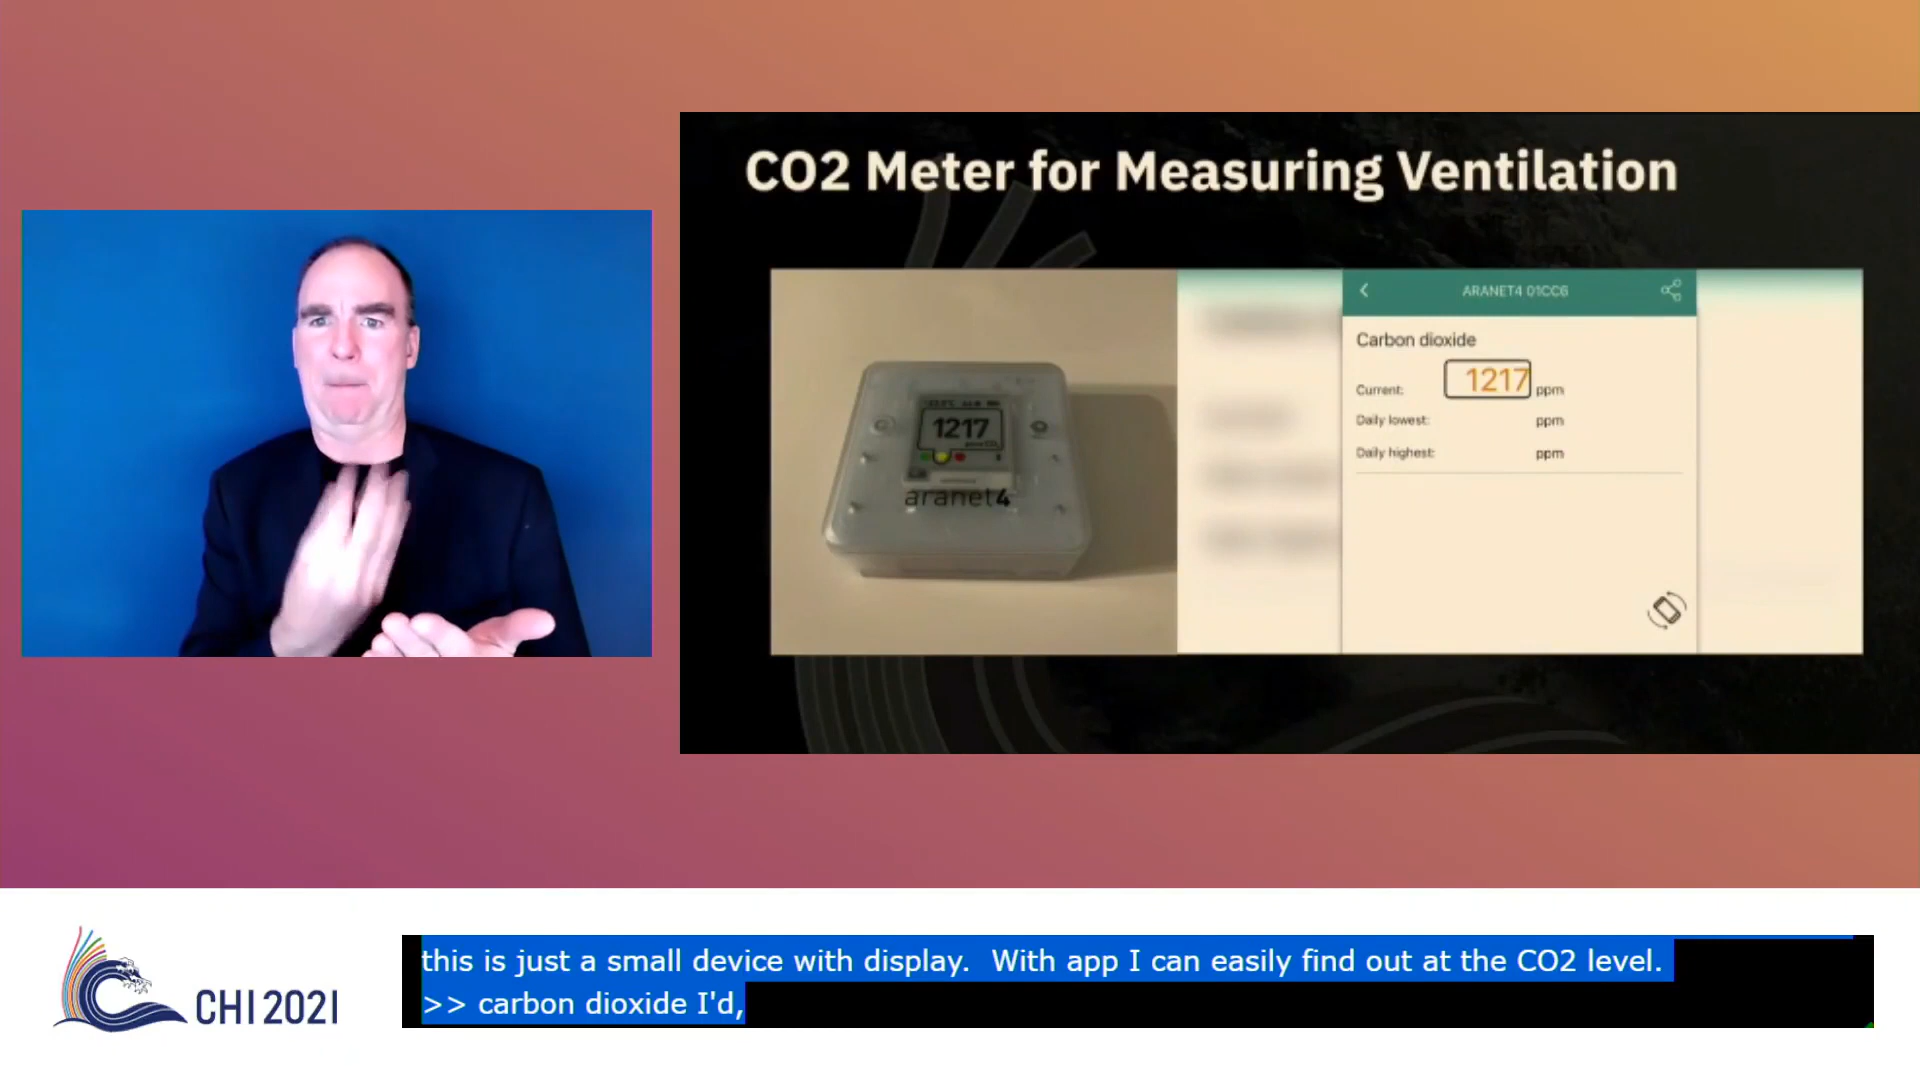 CO2 Meter for Measuring Ventilation
1217
aranet4
ARANET4 01CC6
Carbon dioxide
Current: 1217 ppm
Daily lowest: ppm
Daily highest: ppm
CHI 2021
this is just a small device with display.  With app I can easily find out at the CO2 level.
>> carbon dioxide I'd,